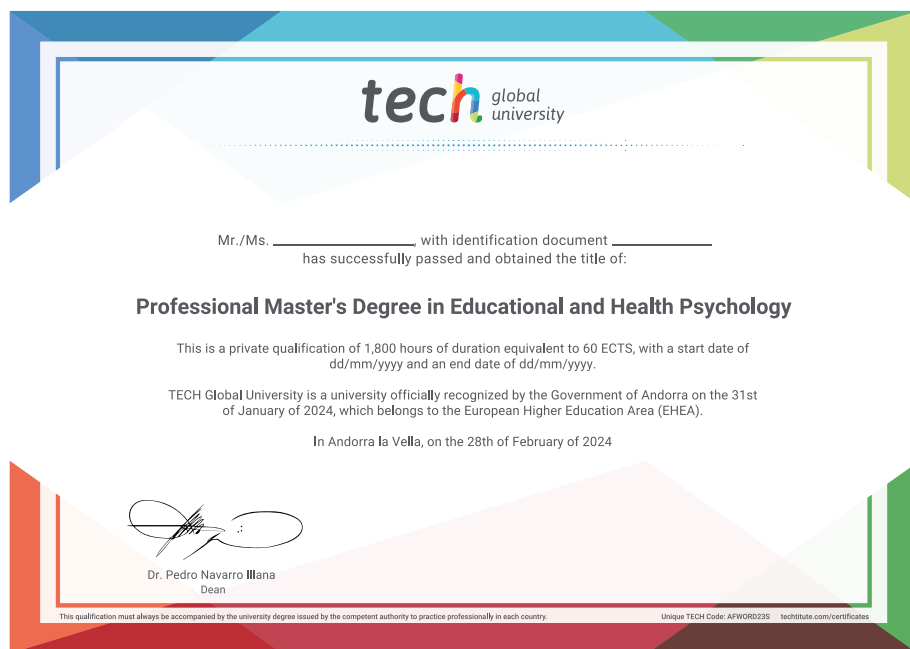 tech global
university
Mr./Ms. , with identification document
has successfully passed and obtained the title of:
Professional Master's Degree in Educational and Health Psychology
This is a private qualification of 1,800 hours of duration equivalent to 60 ECTS, with a start date of
dd/mm/yyyy and an end date of dd/mm/yyyy.
TECH Global University is a university officially recognized by the Government of Andorra on the 31st
of January of 2024, which belongs to the European Higher Education Area (EHEA).
In Andorra la Vella, on the 28th of February of 2024
Dr. Pedro Navarro Illana
Dean
This qualification must always be accompanied by the university degree issued by the competent authority to practice professionally in each country. Unique TECH Code: AFWORD23S techtitute.com/certificates